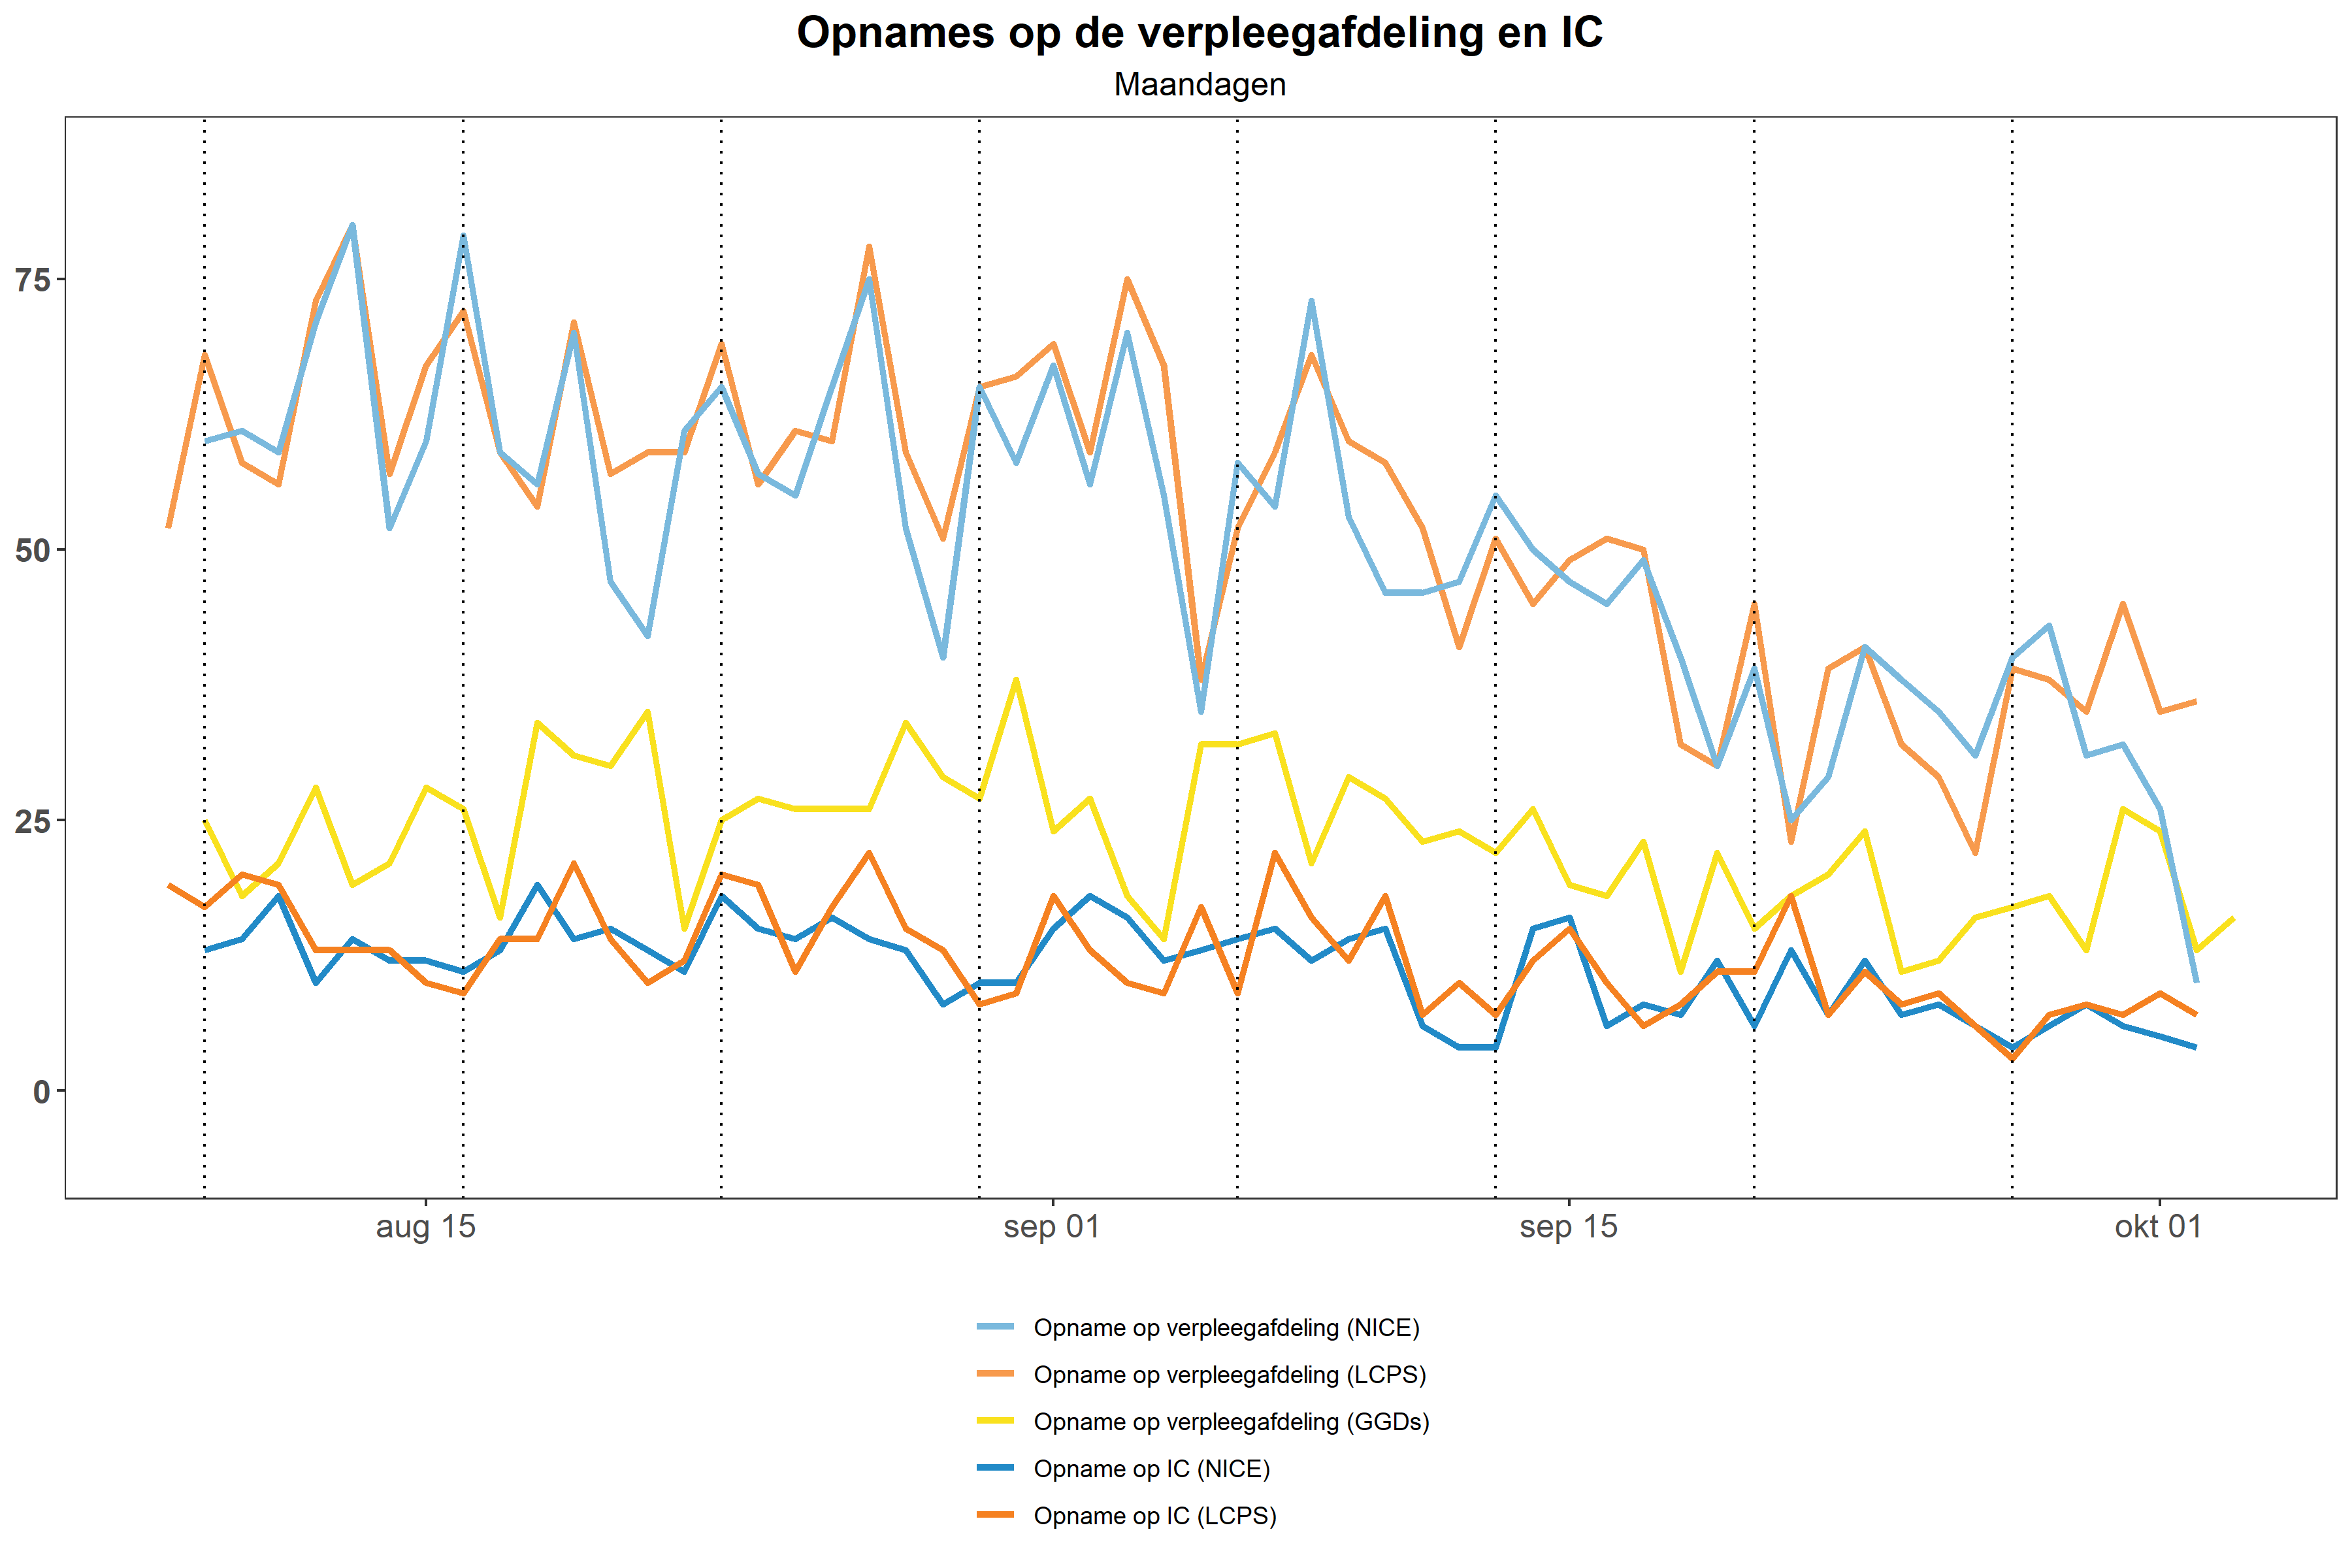 Opnames op de verpleegafdeling en IC
Maandagen
75
50
25
0
aug 15
sep 01
sep 15
okt 01
Opname op verpleegafdeling (NICE)
Opname op verpleegafdeling (LCPS)
Opname op verpleegafdeling (GGDs)
Opname op IC (NICE)
Opname op IC (LCPS)